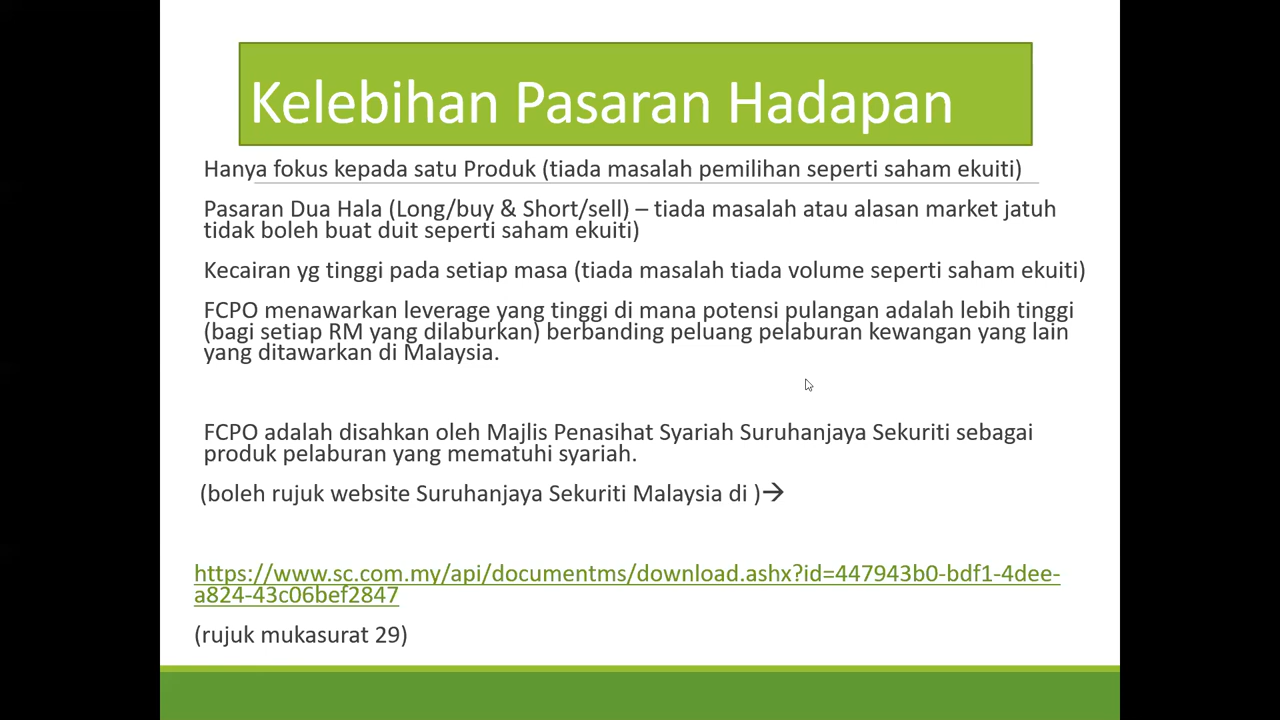 Kelebihan Pasaran Hadapan
Hanya fokus kepada satu Produk (tiada masalah pemilihan seperti saham ekuiti)
Pasaran Dua Hala (Long/buy & Short/sell) – tiada masalah atau alasan market jatuh
tidak boleh buat duit seperti saham ekuiti)
Kecairan yg tinggi pada setiap masa (tiada masalah tiada volume seperti saham ekuiti)
FCPO menawarkan leverage yang tinggi di mana potensi pulangan adalah lebih tinggi
(bagi setiap RM yang dilaburkan) berbanding peluang pelaburan kewangan yang lain
yang ditawarkan di Malaysia.
FCPO adalah disahkan oleh Majlis Penasihat Syariah Suruhanjaya Sekuriti sebagai
produk pelaburan yang mematuhi syariah.
(boleh rujuk website Suruhanjaya Sekuriti Malaysia di )→
https://www.sc.com.my/api/documentms/download.ashx?id=447943b0-bdf1-4dee-
a824-43c06bef2847
(rujuk mukasurat 29)